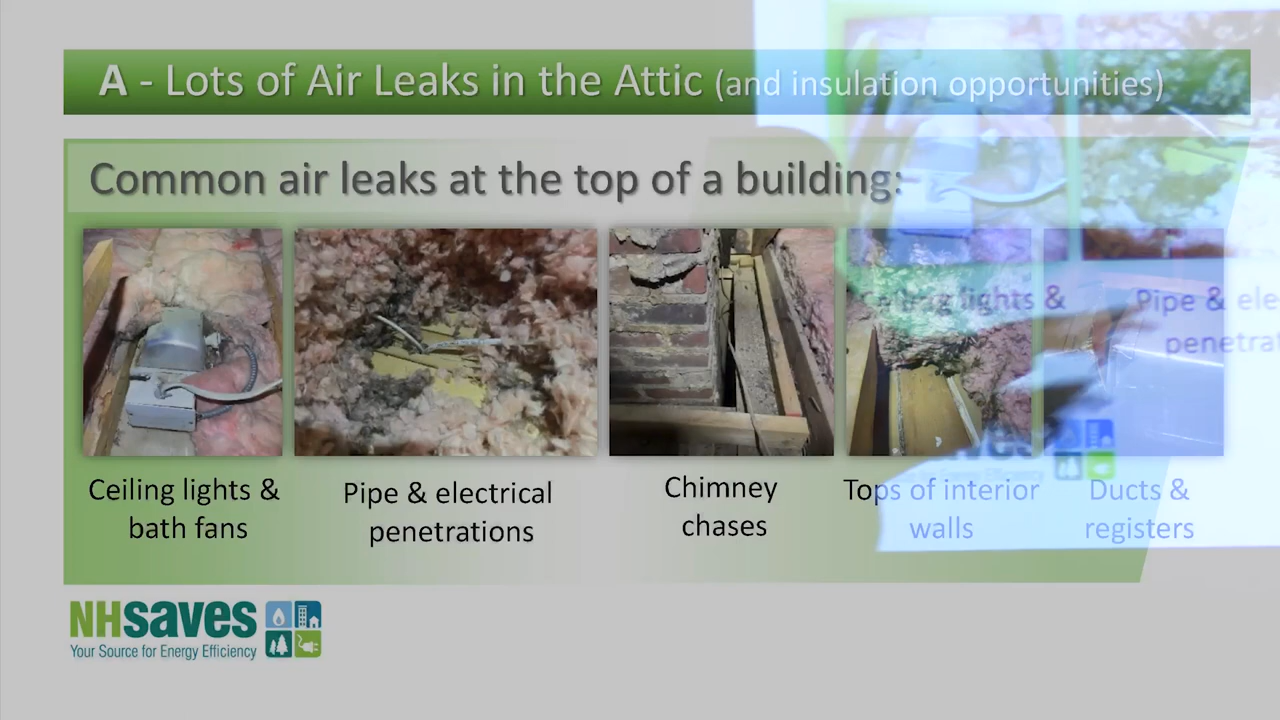 A - Lots of Air Leaks in the Attic (and insulation opportunities)
Common air leaks at the top of a building:
Ceiling lights &
bath fans
Pipe & electrical
penetrations
Chimney
chases
Tops of interior
walls
Ducts &
registers
lights &
Pipe &
NHsaves
Your Source for Energy Efficiency